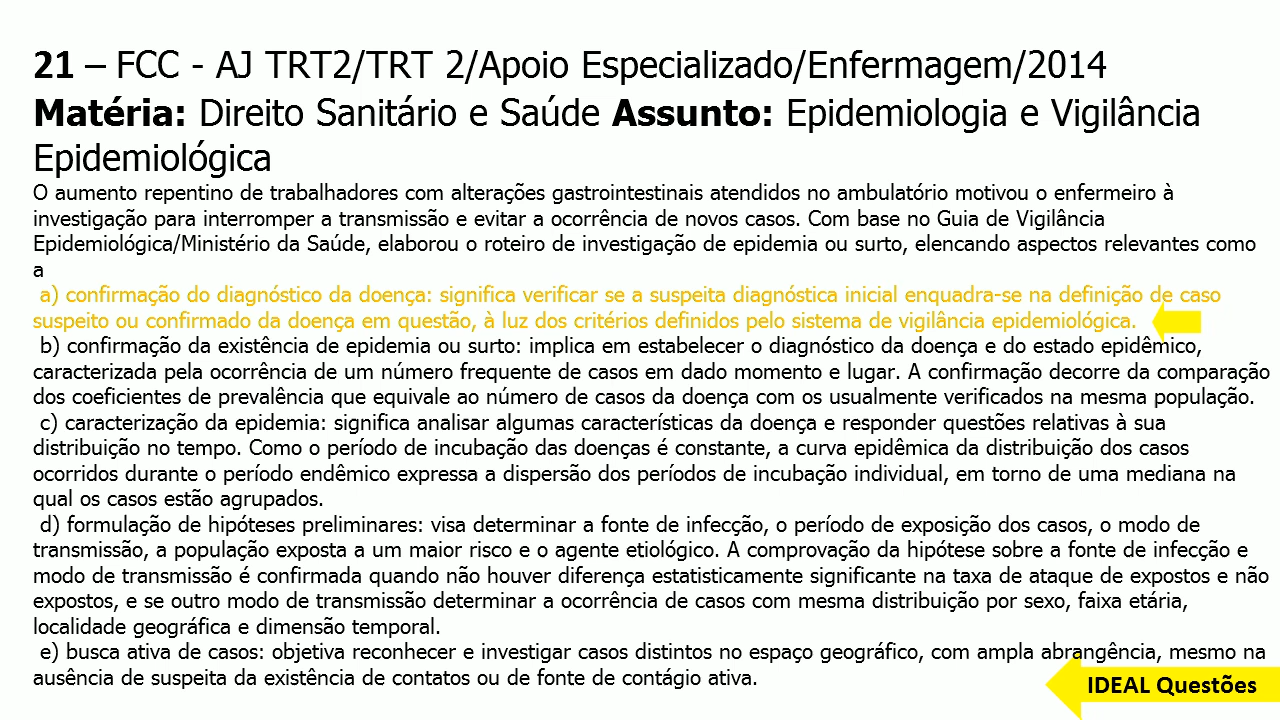 21 – FCC - AJ TRT2/TRT 2/Apoio Especializado/Enfermagem/2014
Matéria: Direito Sanitário e Saúde Assunto: Epidemiologia e Vigilância
Epidemiológica
O aumento repentino de trabalhadores com alterações gastrointestinais atendidos no ambulatório motivou o enfermeiro à
investigação para interromper a transmissão e evitar a ocorrência de novos casos. Com base no Guia de Vigilância
Epidemiológica/Ministério da Saúde, elaborou o roteiro de investigação de epidemia ou surto, elencando aspectos relevantes como
a
a) confirmação do diagnóstico da doença: significa verificar se a suspeita diagnóstica inicial enquadra-se na definição de caso
suspeito ou confirmado da doença em questão, à luz dos critérios definidos pelo sistema de vigilância epidemiológica.
b) confirmação da existência de epidemia ou surto: implica em estabelecer o diagnóstico da doença e do estado epidêmico,
caracterizada pela ocorrência de um número frequente de casos em dado momento e lugar. A confirmação decorre da comparação
dos coeficientes de prevalência que equivale ao número de casos da doença com os usualmente verificados na mesma população.
c) caracterização da epidemia: significa analisar algumas características da doença e responder questões relativas à sua
distribuição no tempo. Como o período de incubação das doenças é constante, a curva epidêmica da distribuição dos casos
ocorridos durante o período endêmico expressa a dispersão dos períodos de incubação individual, em torno de uma mediana na
qual os casos estão agrupados.
d) formulação de hipóteses preliminares: visa determinar a fonte de infecção, o período de exposição dos casos, o modo de
transmissão, a população exposta a um maior risco e o agente etiológico. A comprovação da hipótese sobre a fonte de infecção e
modo de transmissão é confirmada quando não houver diferença estatisticamente significante na taxa de ataque de expostos e não
expostos, e se outro modo de transmissão determinar a ocorrência de casos com mesma distribuição por sexo, faixa etária,
localidade geográfica e dimensão temporal.
e) busca ativa de casos: objetiva reconhecer e investigar casos distintos no espaço geográfico, com ampla abrangência, mesmo na
ausência de suspeita da existência de contatos ou de fonte de contágio ativa.
IDEAL Questões